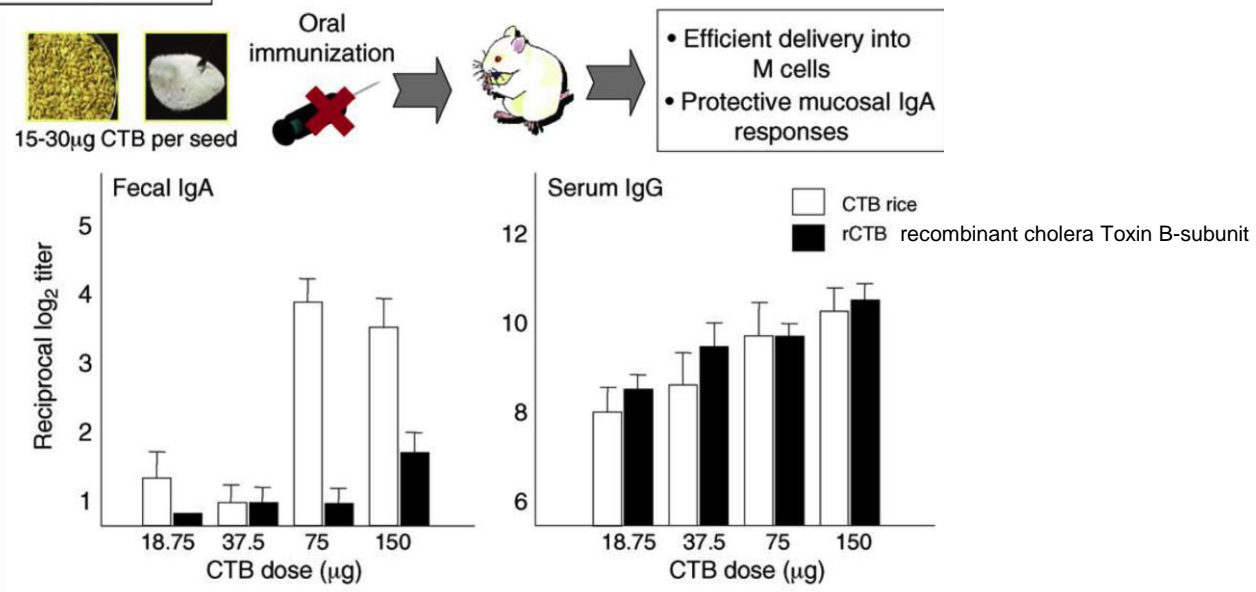 Oral
immunization
15-30μg CTB per seed
• Efficient delivery into
M cells
• Protective mucosal IgA
responses
Fecal IgA
Reciprocal log₂ titer
5
4
3
2
1
18.75 37.5 75 150
CTB dose (μg)
Serum IgG
CTB rice
rCTB recombinant cholera Toxin B-subunit
12
10
8
6
18.75 37.5 75 150
CTB dose (μg)